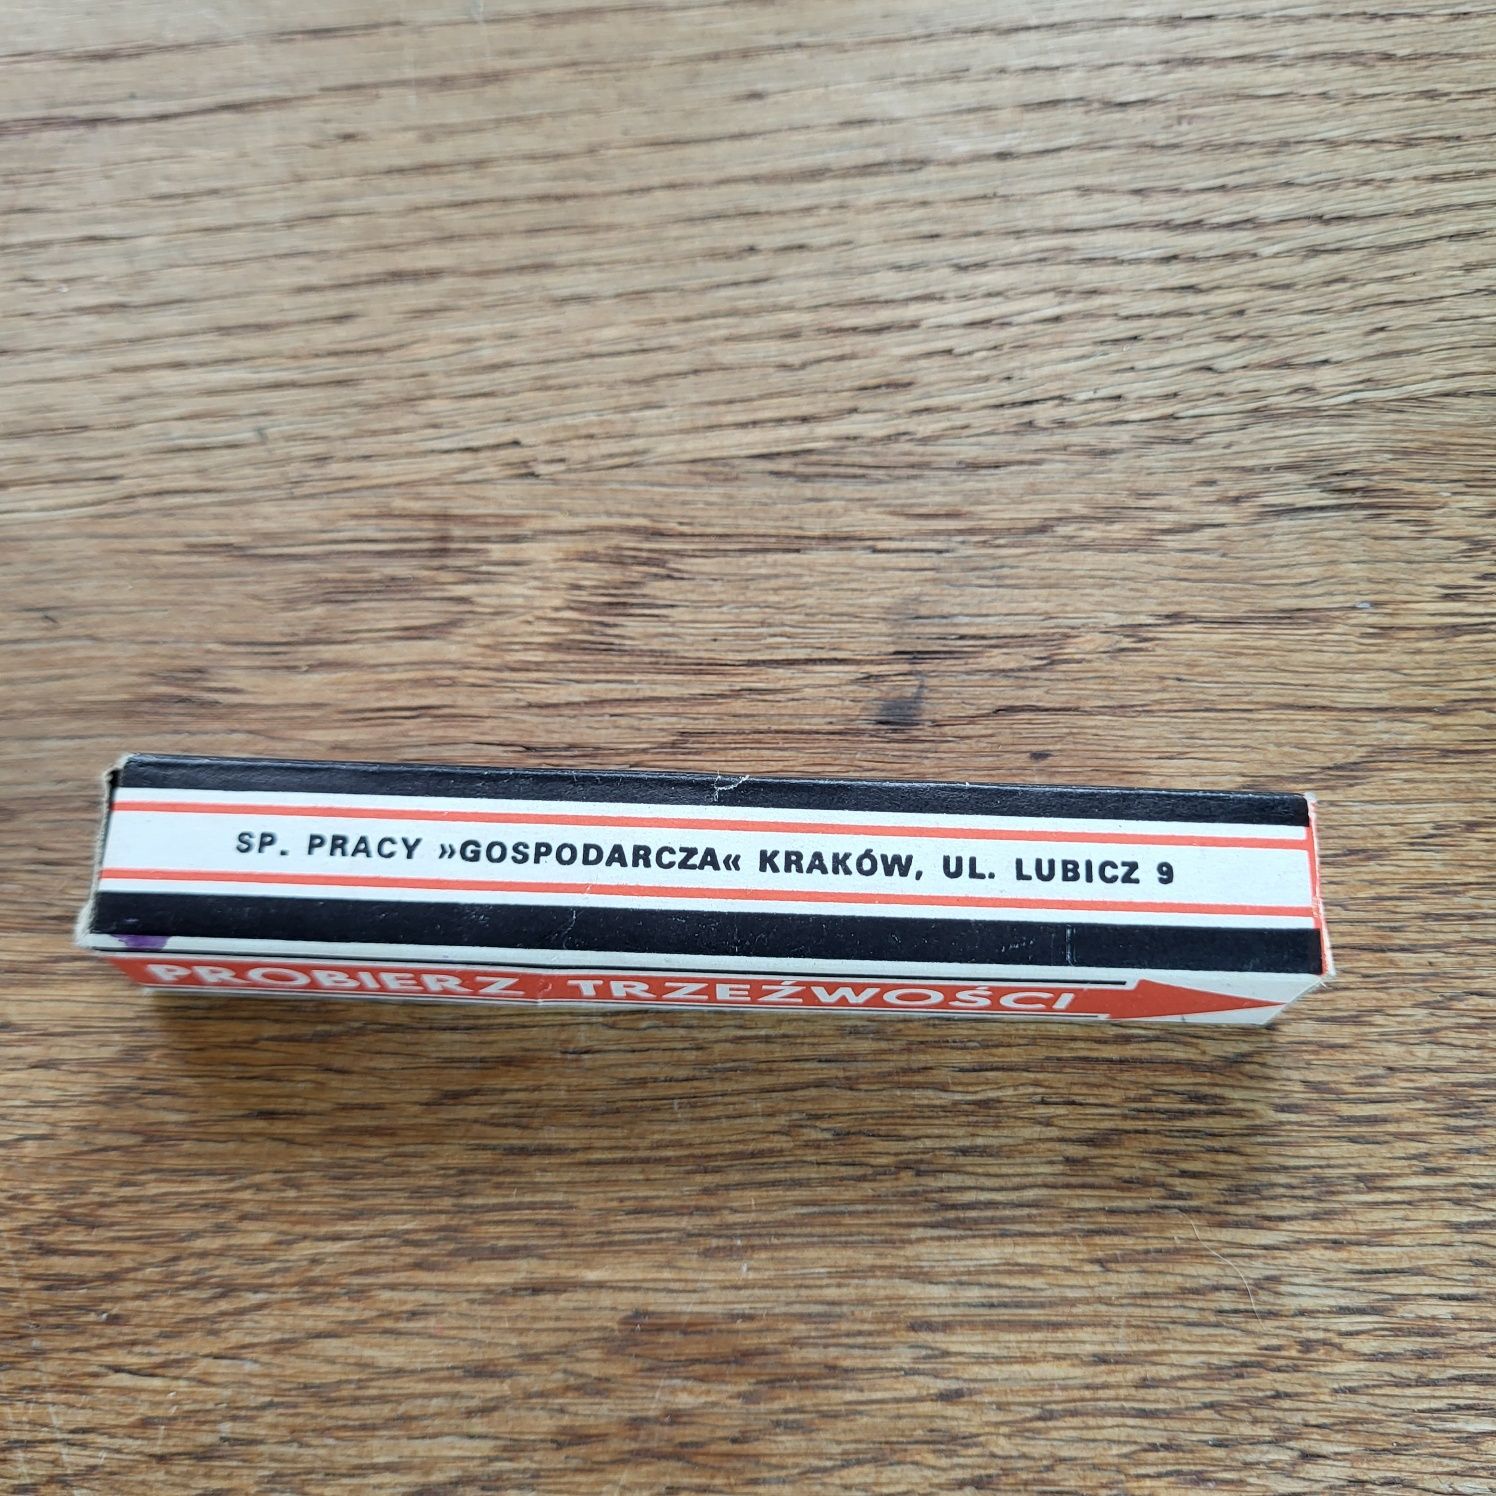 SP. PRACY »GOSPODARCZA« KRAKÓW, UL. LUBICZ 9
PROBIERZ TRZEŹWOŚCI